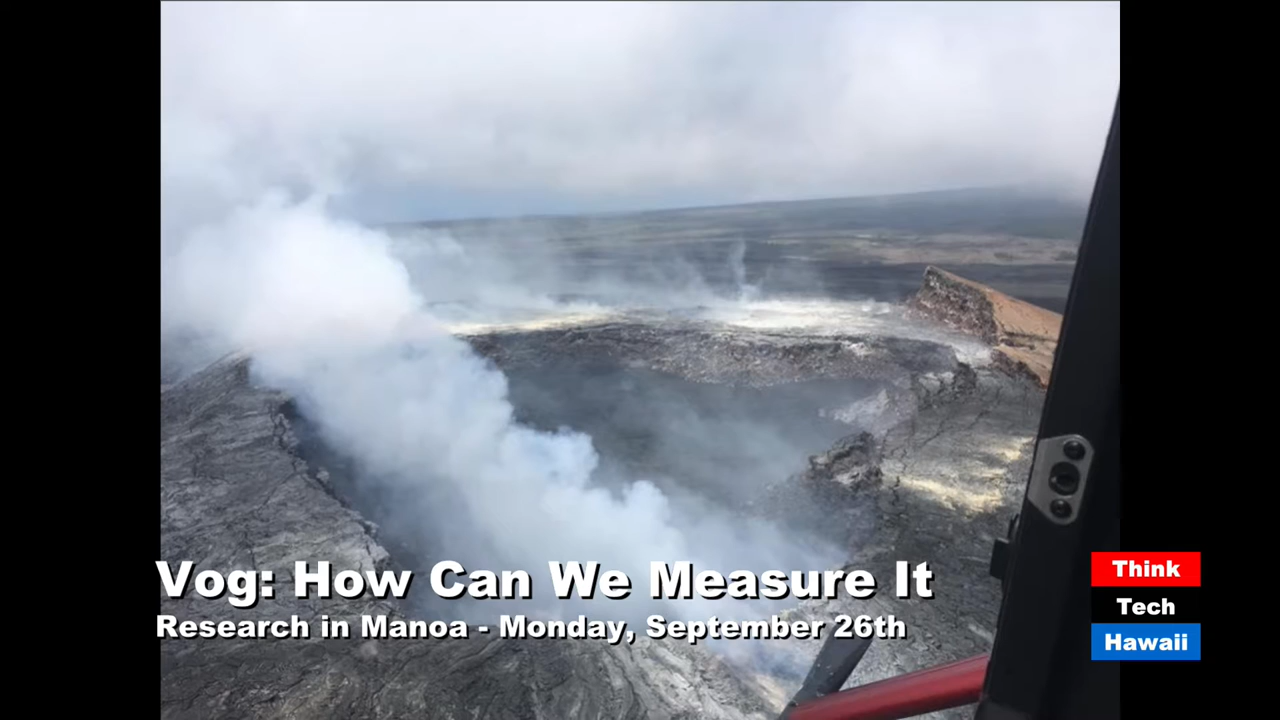 Vog: How Can We Measure It
Research in Manoa - Monday, September 26th
Think
Tech
Hawaii